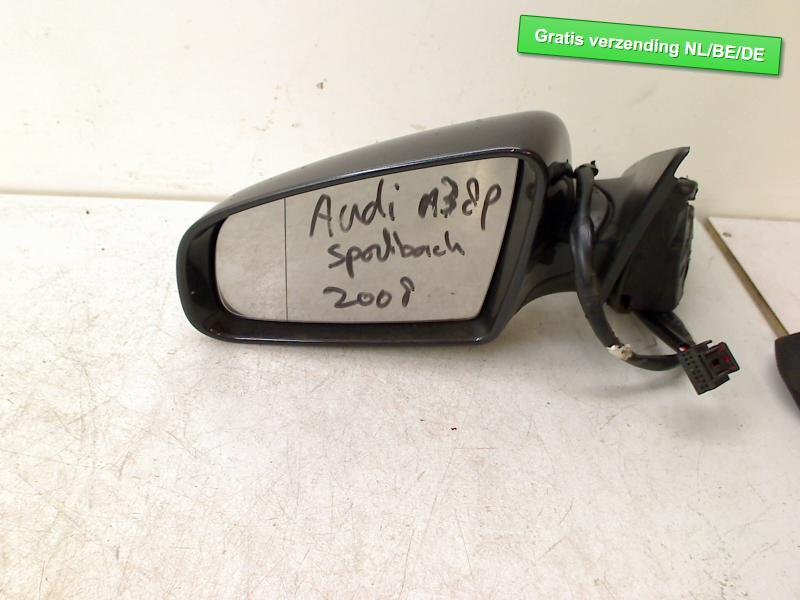 Gratis verzending NL/BE/DE
Audi A3 8P
Sportback
2008